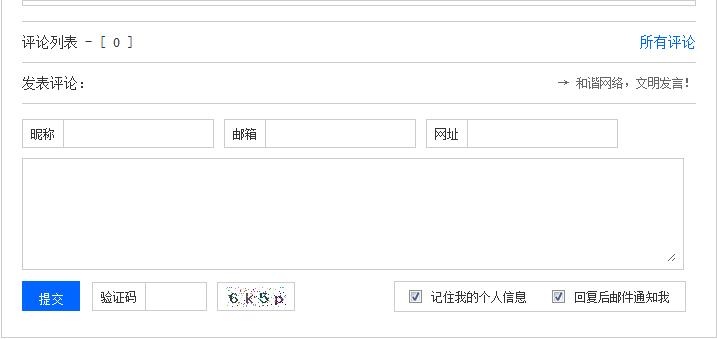 评论列表 - [ 0 ] 所有评论
发表评论： → 和谐网络，文明发言！
昵称 邮箱 网址
提交 验证码 6k5p 记住我的个人信息 回复后邮件通知我